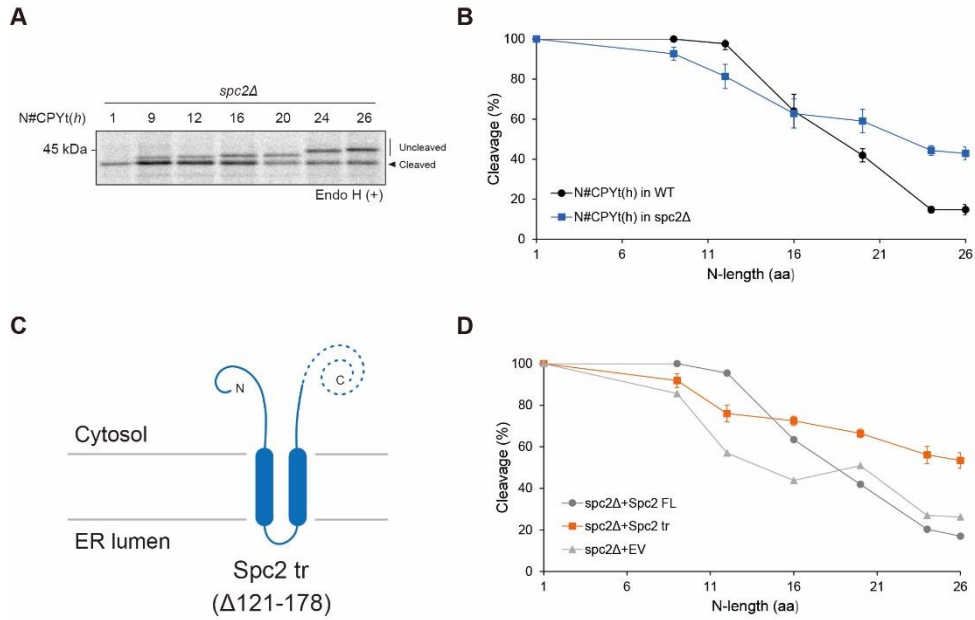 A
spc2Δ
N#CPYt(h) 1 9 12 16 20 24 26
45 kDa
Uncleaved
Cleaved
Endo H (+)
B
100
80
60
40
20
0
Cleavage (%)
N#CPYt(h) in WT
N#CPYt(h) in spc2Δ
1 6 11 16 21 26
N-length (aa)
C
N
C
Cytosol
ER lumen
Spc2 tr
(Δ121-178)
D
100
80
60
40
20
0
Cleavage (%)
spc2Δ+Spc2 FL
spc2Δ+Spc2 tr
spc2Δ+EV
1 6 11 16 21 26
N-length (aa)